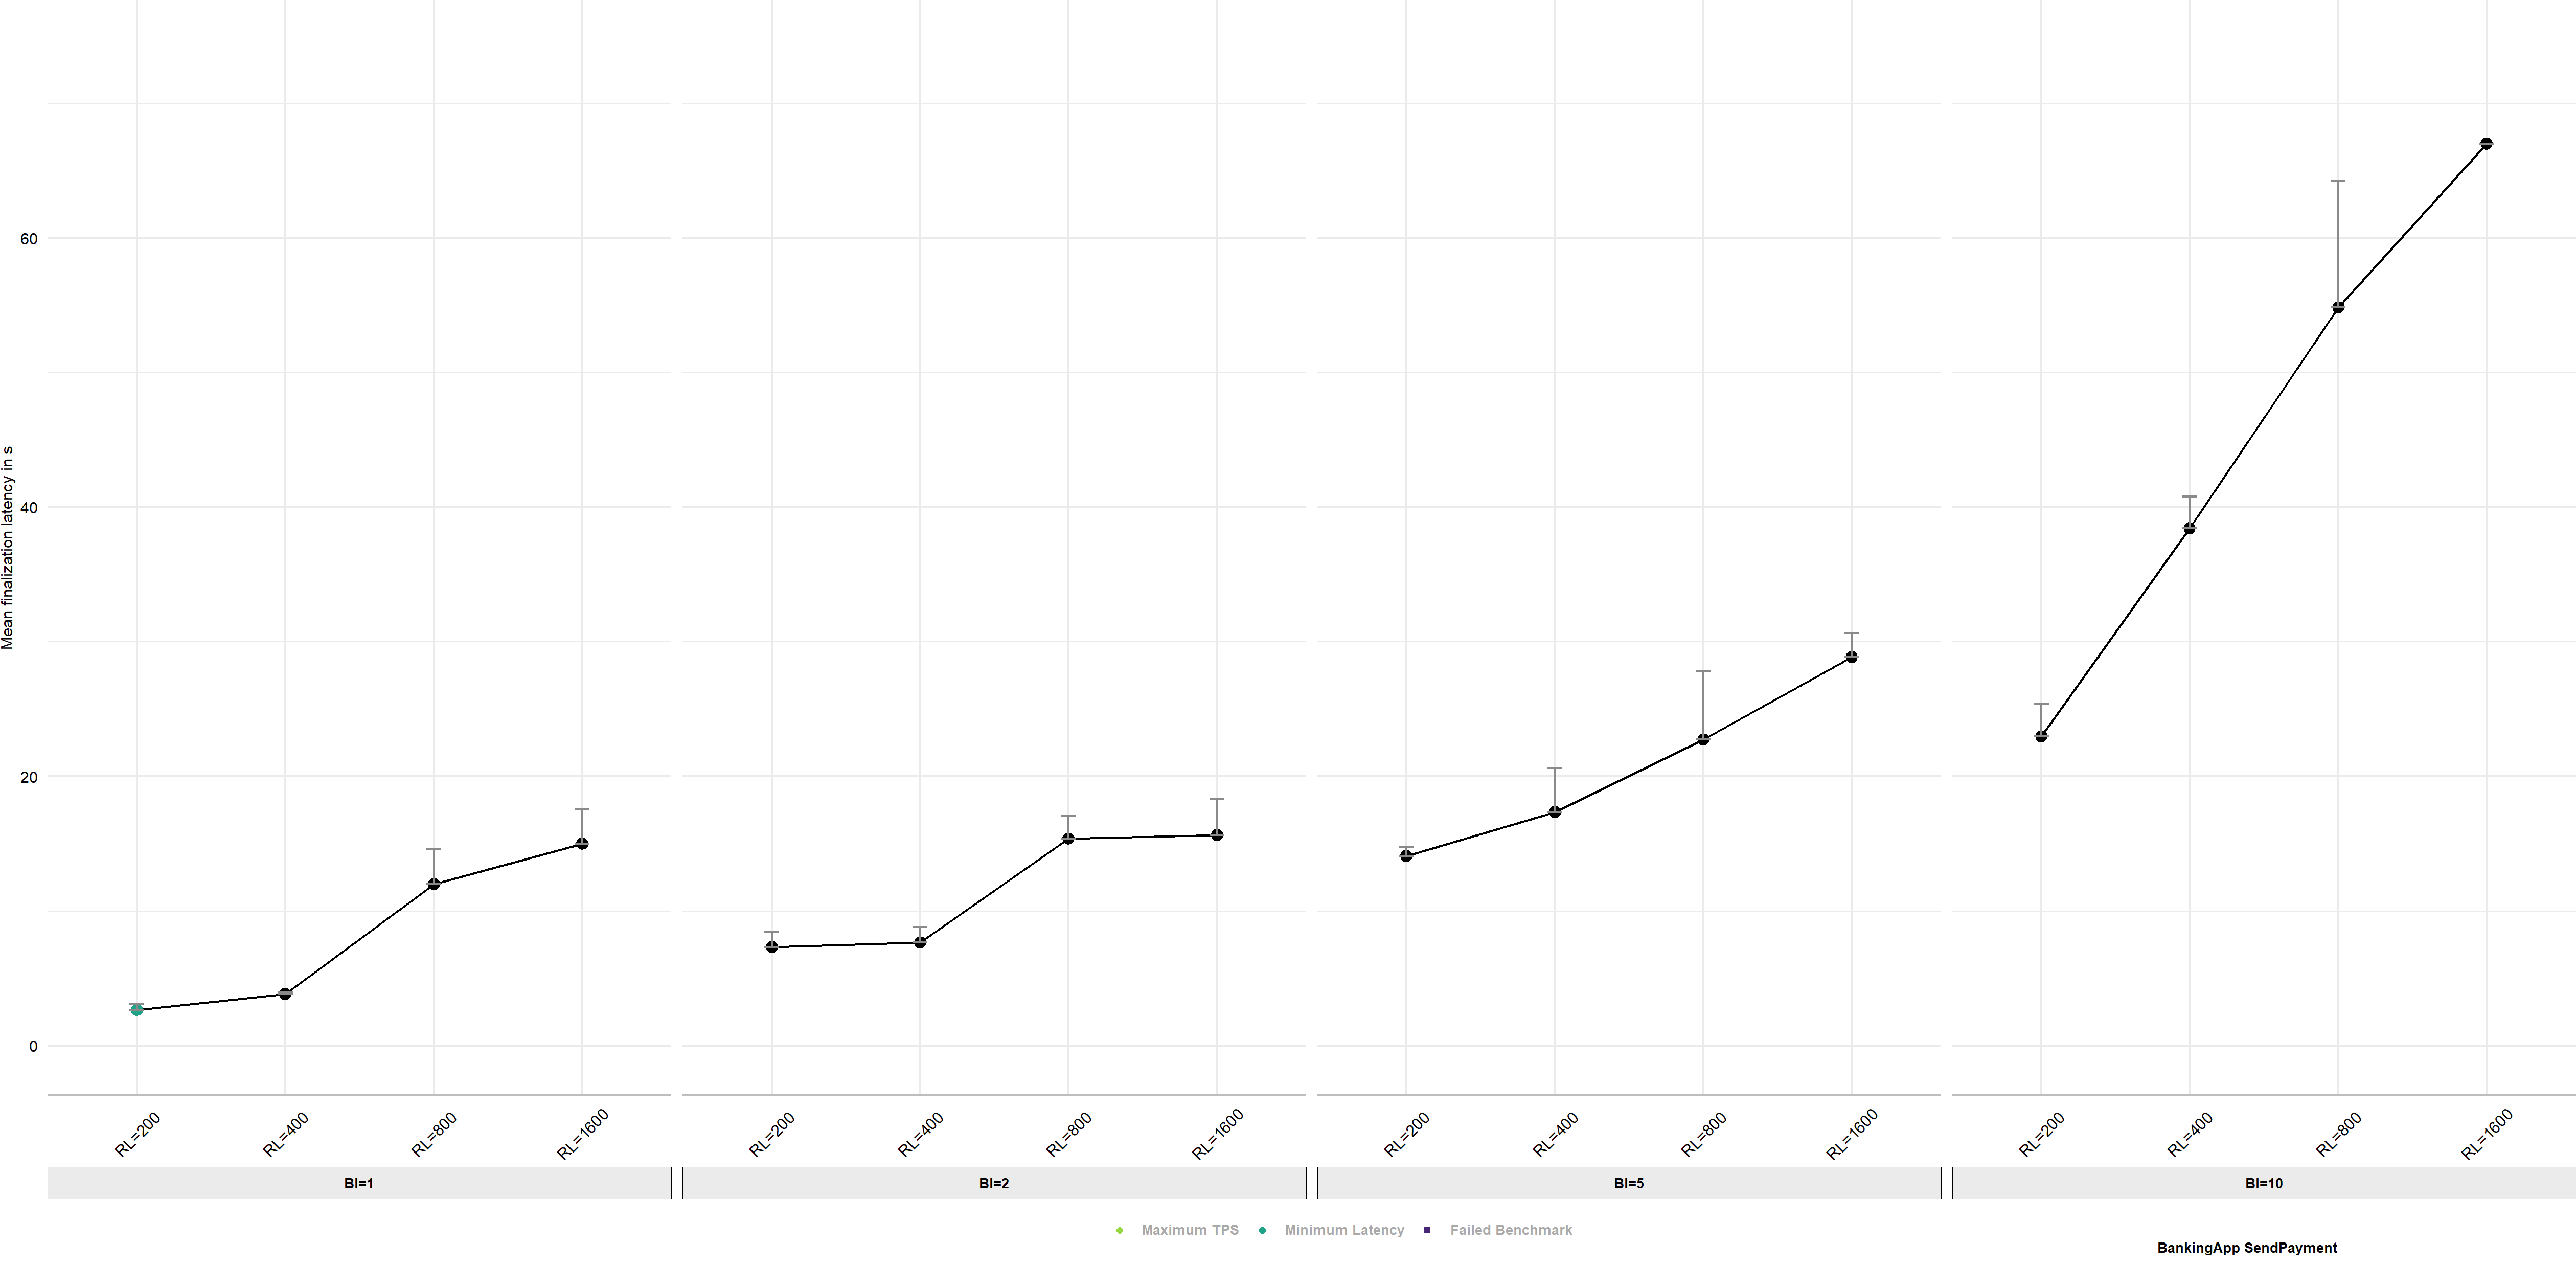 Mean finalization latency in s
60
40
20
0
RL=200 RL=400 RL=800 RL=1600 RL=200 RL=400 RL=800 RL=1600 RL=200 RL=400 RL=800 RL=1600 RL=200 RL=400 RL=800 RL=1600
BI=1 BI=2 BI=5 BI=10
Maximum TPS Minimum Latency Failed Benchmark
BankingApp SendPayment